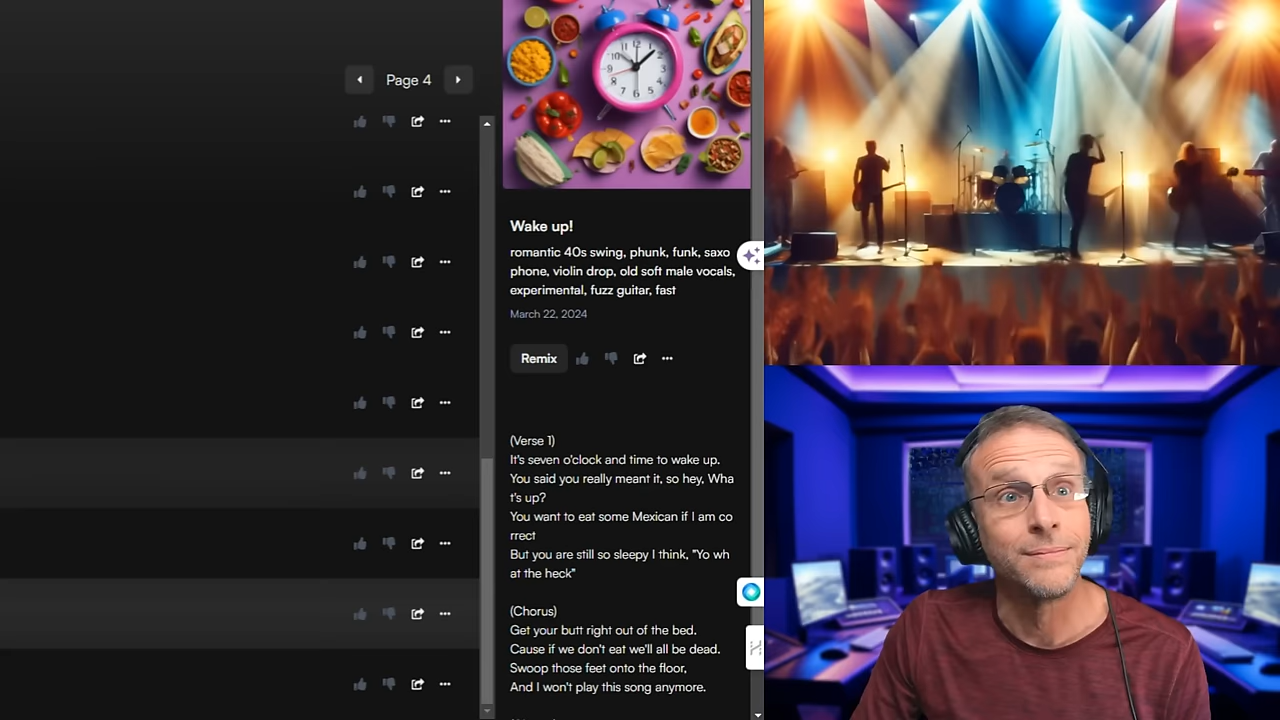 Page 4
Wake up!
romantic 40s swing, phunk, funk, saxo
phone, violin drop, old soft male vocals,
experimental, fuzz guitar, fast
March 22, 2024
Remix
(Verse 1)
It's seven o'clock and time to wake up.
You said you really meant it, so hey, Wha
t's up?
You want to eat some Mexican if I am co
rrect
But you are still so sleepy I think, "Yo wh
at the heck"
(Chorus)
Get your butt right out of the bed.
Cause if we don't eat we'll all be dead.
Swoop those feet onto the floor,
And I won't play this song anymore.